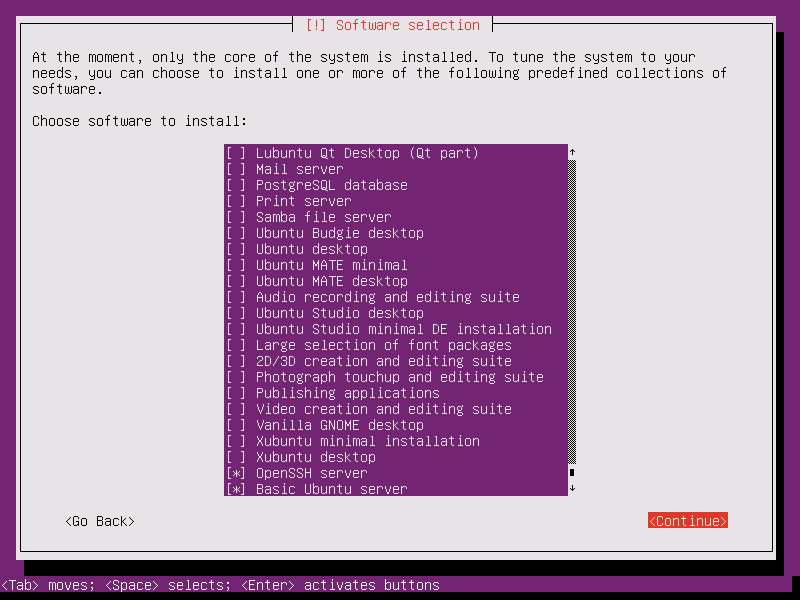 [!] Software selection
At the moment, only the core of the system is installed. To tune the system to your
needs, you can choose to install one or more of the following predefined collections of
software.
Choose software to install:
[ ] Lubuntu Qt Desktop (Qt part)
[ ] Mail server
[ ] PostgreSQL database
[ ] Print server
[ ] Samba file server
[ ] Ubuntu Budgie desktop
[ ] Ubuntu desktop
[ ] Ubuntu MATE minimal
[ ] Ubuntu MATE desktop
[ ] Audio recording and editing suite
[ ] Ubuntu Studio desktop
[ ] Ubuntu Studio minimal DE installation
[ ] Large selection of font packages
[ ] 2D/3D creation and editing suite
[ ] Photograph touchup and editing suite
[ ] Publishing applications
[ ] Video creation and editing suite
[ ] Vanilla GNOME desktop
[ ] Xubuntu minimal installation
[ ] Xubuntu desktop
[*] OpenSSH server
[*] Basic Ubuntu server
<Go Back> <Continue>
<Tab> moves; <Space> selects; <Enter> activates buttons